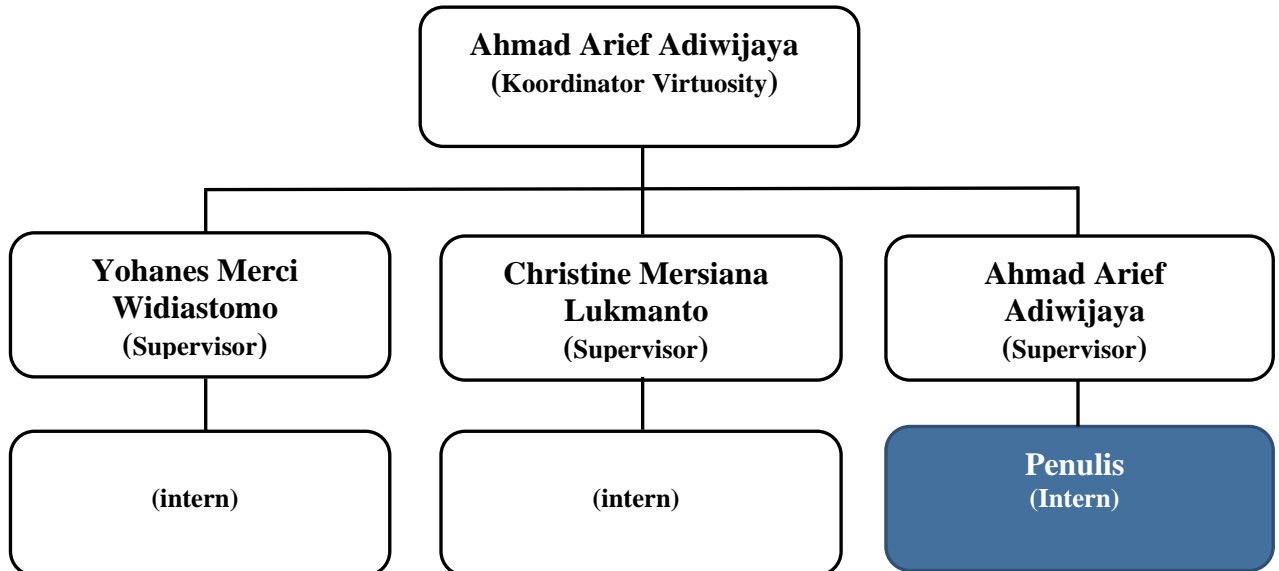 Ahmad Arief Adiwijaya
(Koordinator Virtuosity)
Yohanes Merci
Widiastomo
(Supervisor)
Christine Mersiana
Lukmanto
(Supervisor)
Ahmad Arief
Adiwijaya
(Supervisor)
(intern)
(intern)
Penulis
(Intern)